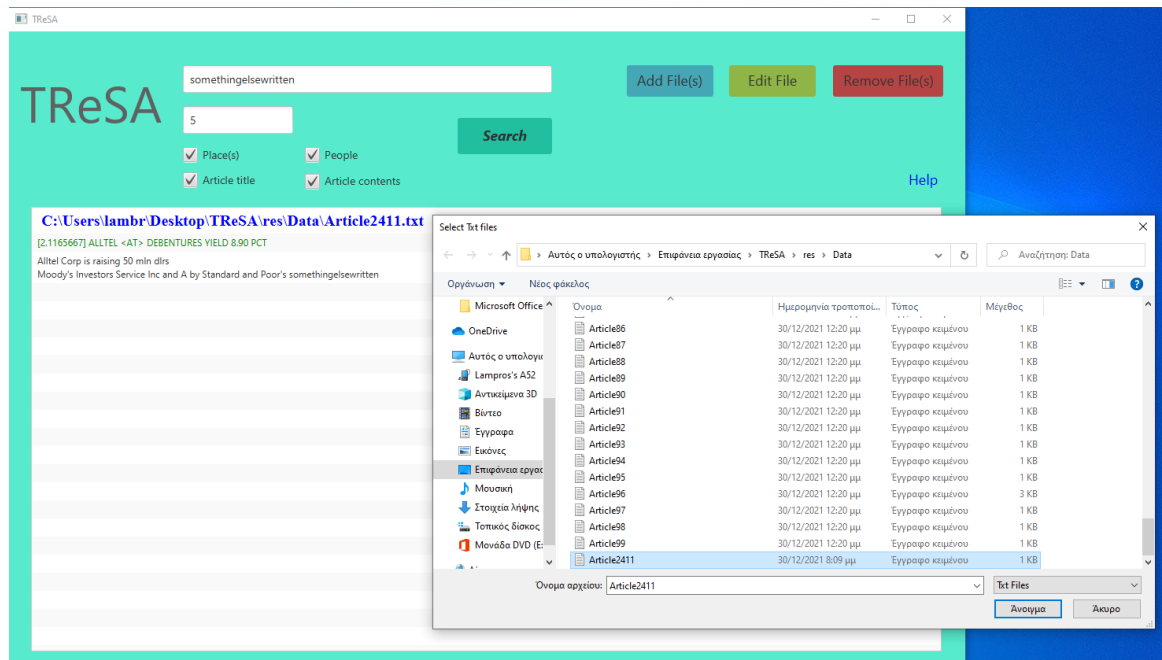 TReSA
TReSA
somethingelsewritten
5
Add File(s)
Edit File
Remove File(s)
Search
Place(s)
People
Article title
Article contents
Help
C:\Users\lambr\Desktop\TReSA\res\Data\Article2411.txt
[2.1165667] ALLTEL <AT> DEBENTURES YIELD 8.90 PCT
Alltel Corp is raising 50 mln dlrs
Moody's Investors Service Inc and A by Standard and Poor's somethingelsewritten
Select Txt files
Αυτός ο υπολογιστής > Επιφάνεια εργασίας > TReSA > res > Data
Αναζήτηση: Data
Οργάνωση Νέος φάκελος
Microsoft Office
OneDrive
Αυτός ο υπολογισ
Lampros's A52
Αντικείμενα 3D
Βίντεο
Έγγραφα
Εικόνες
Επιφάνεια εργασ
Μουσική
Στοιχεία λήψης
Τοπικός δίσκος
Μονάδα DVD (E:
Όνομα Ημερομηνία τροποποί... Τύπος Μέγεθος
Article86 30/12/2021 12:20 μμ Έγγραφο κειμένου 1 KB
Article87 30/12/2021 12:20 μμ Έγγραφο κειμένου 1 KB
Article88 30/12/2021 12:20 μμ Έγγραφο κειμένου 1 KB
Article89 30/12/2021 12:20 μμ Έγγραφο κειμένου 1 KB
Article90 30/12/2021 12:20 μμ Έγγραφο κειμένου 1 KB
Article91 30/12/2021 12:20 μμ Έγγραφο κειμένου 1 KB
Article92 30/12/2021 12:20 μμ Έγγραφο κειμένου 1 KB
Article93 30/12/2021 12:20 μμ Έγγραφο κειμένου 1 KB
Article94 30/12/2021 12:20 μμ Έγγραφο κειμένου 1 KB
Article95 30/12/2021 12:20 μμ Έγγραφο κειμένου 1 KB
Article96 30/12/2021 12:20 μμ Έγγραφο κειμένου 3 KB
Article97 30/12/2021 12:20 μμ Έγγραφο κειμένου 1 KB
Article98 30/12/2021 12:20 μμ Έγγραφο κειμένου 1 KB
Article99 30/12/2021 12:20 μμ Έγγραφο κειμένου 1 KB
Article2411 30/12/2021 8:09 μμ Έγγραφο κειμένου 1 KB
Όνομα αρχείου: Article2411
Txt Files
Άνοιγμα
Άκυρο